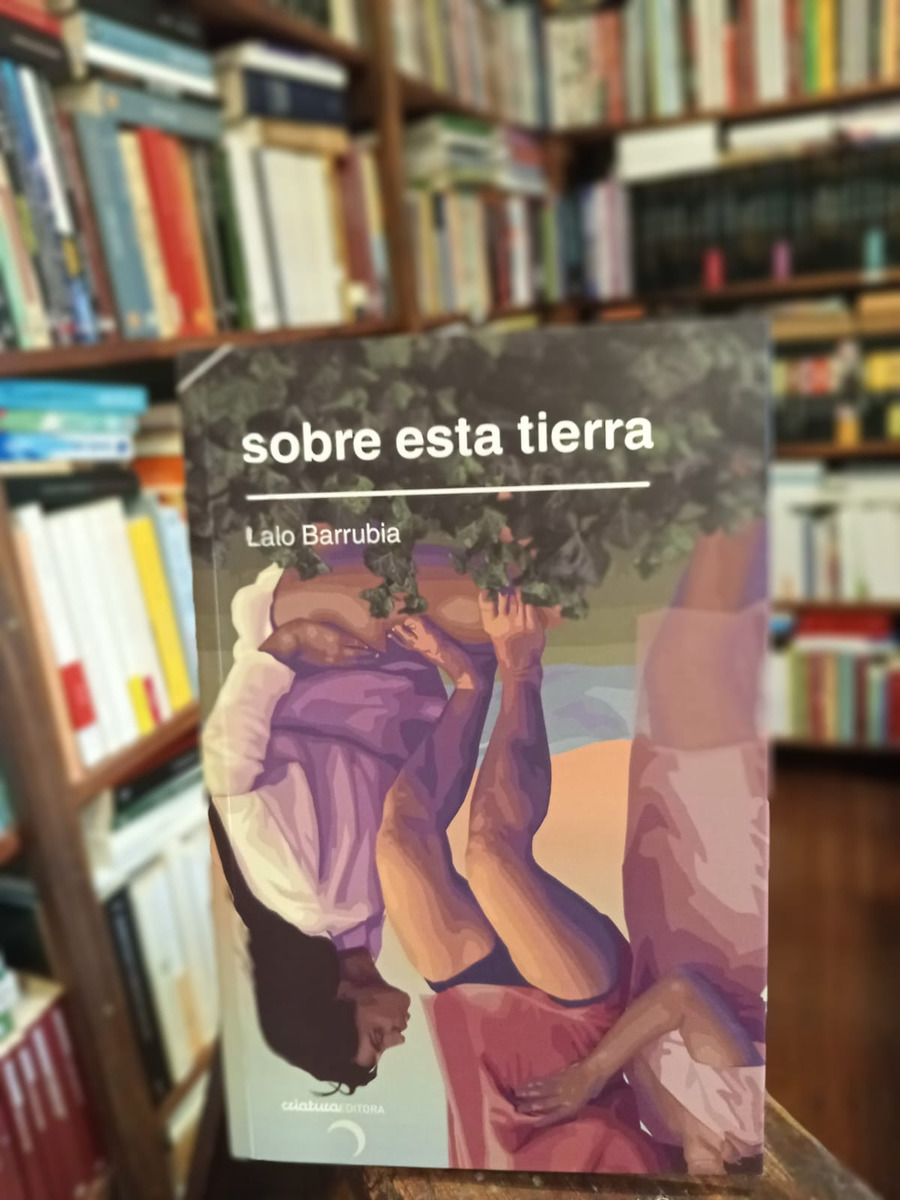 sobre esta tierra
Lalo Barrubia
criatura EDITORA